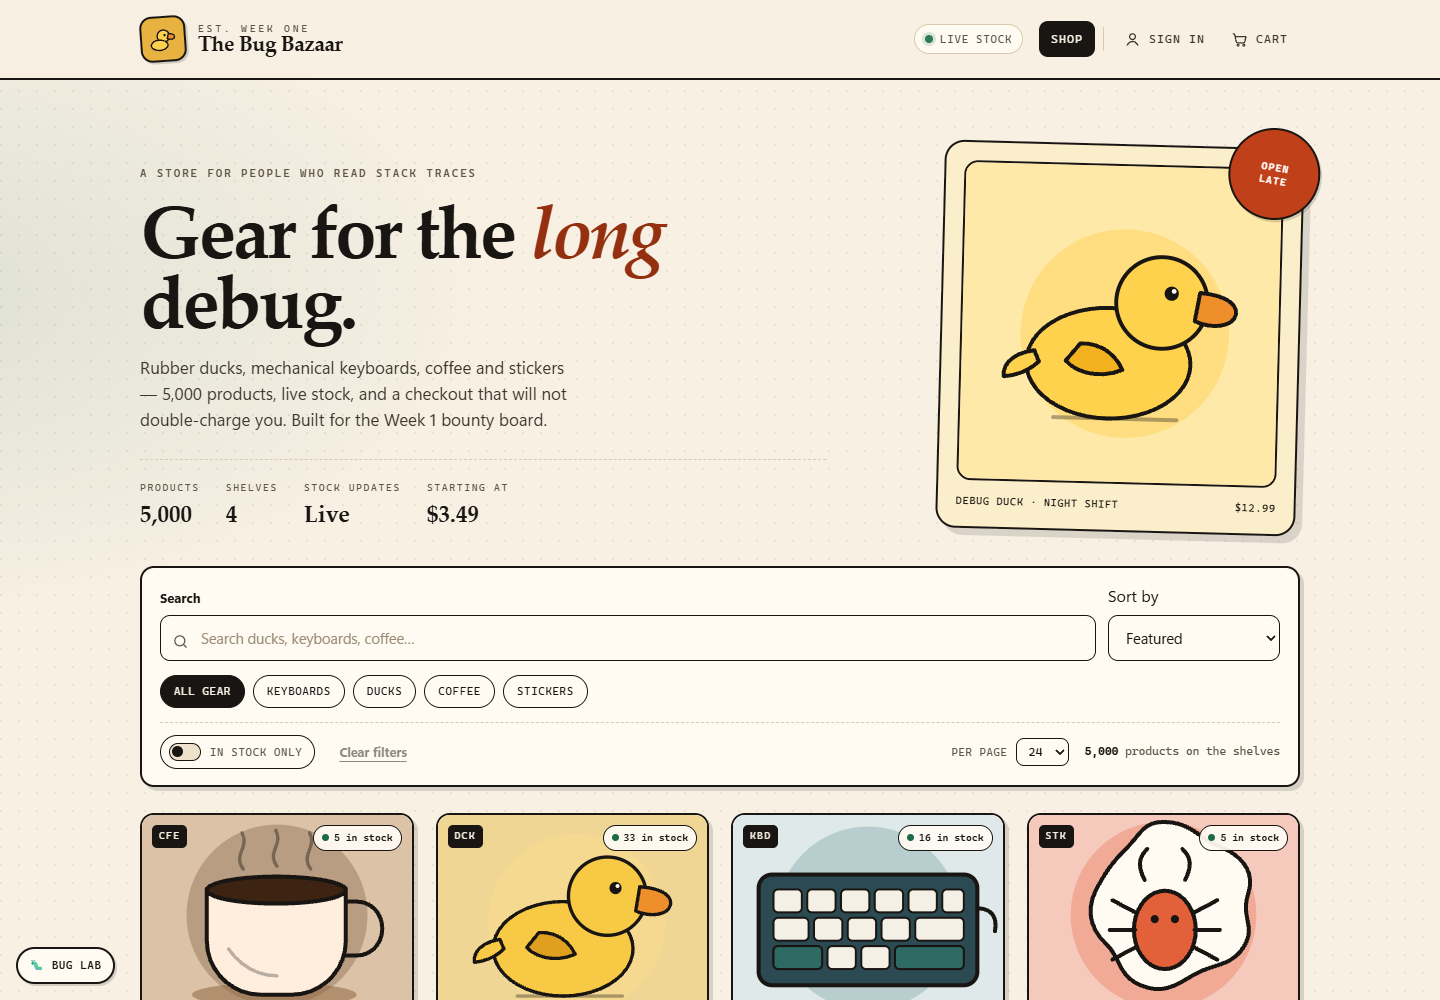 EST. WEEK ONE
The Bug Bazaar
LIVE STOCK
SHOP
SIGN IN
CART
A STORE FOR PEOPLE WHO READ STACK TRACES
Gear for the long
debug.
Rubber ducks, mechanical keyboards, coffee and stickers
— 5,000 products, live stock, and a checkout that will not
double-charge you. Built for the Week 1 bounty board.
PRODUCTS
5,000
SHELVES
4
STOCK UPDATES
Live
STARTING AT
$3.49
OPEN
LATE
DEBUG DUCK · NIGHT SHIFT
$12.99
Search
Search ducks, keyboards, coffee...
Sort by
Featured
ALL GEAR
KEYBOARDS
DUCKS
COFFEE
STICKERS
IN STOCK ONLY
Clear filters
PER PAGE
24
5,000 products on the shelves
CFE
5 in stock
DCK
33 in stock
KBD
16 in stock
STK
5 in stock
BUG LAB